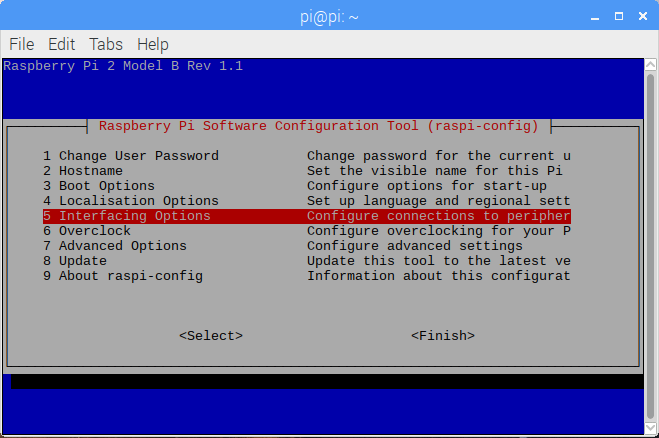 pi@pi: ~
File Edit Tabs Help
Raspberry Pi 2 Model B Rev 1.1
Raspberry Pi Software Configuration Tool (raspi-config)
1 Change User Password Change password for the current u
2 Hostname Set the visible name for this Pi
3 Boot Options Configure options for start-up
4 Localisation Options Set up language and regional sett
5 Interfacing Options Configure connections to peripher
6 Overclock Configure overclocking for your P
7 Advanced Options Configure advanced settings
8 Update Update this tool to the latest ve
9 About raspi-config Information about this configurat
<Select> <Finish>